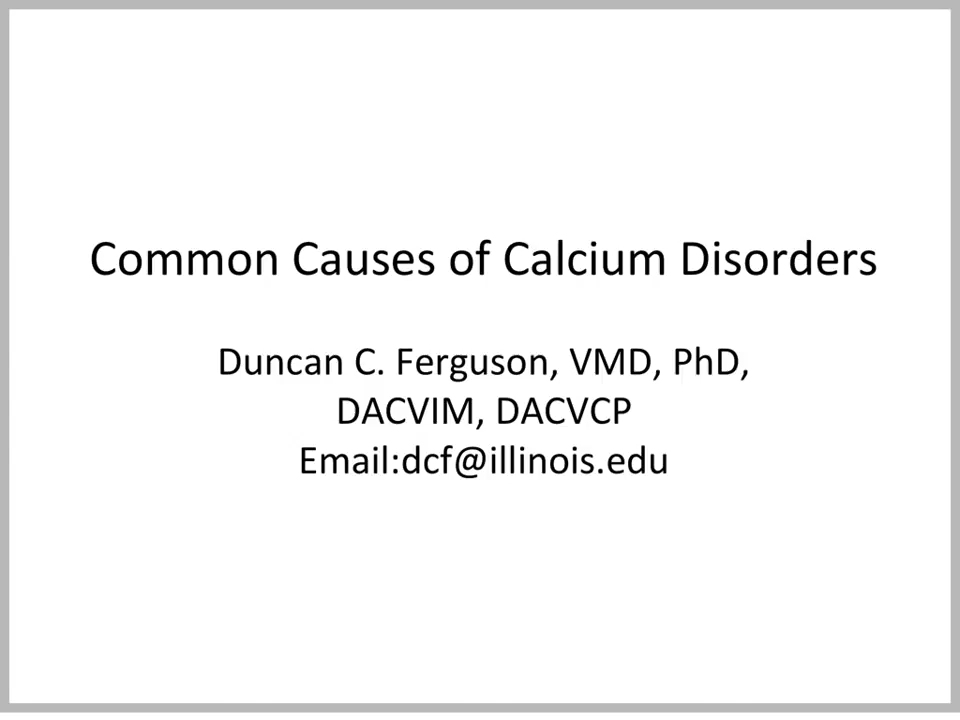 Common Causes of Calcium Disorders
Duncan C. Ferguson, VMD, PhD,
DACVIM, DACVCP
Email:dcf@illinois.edu